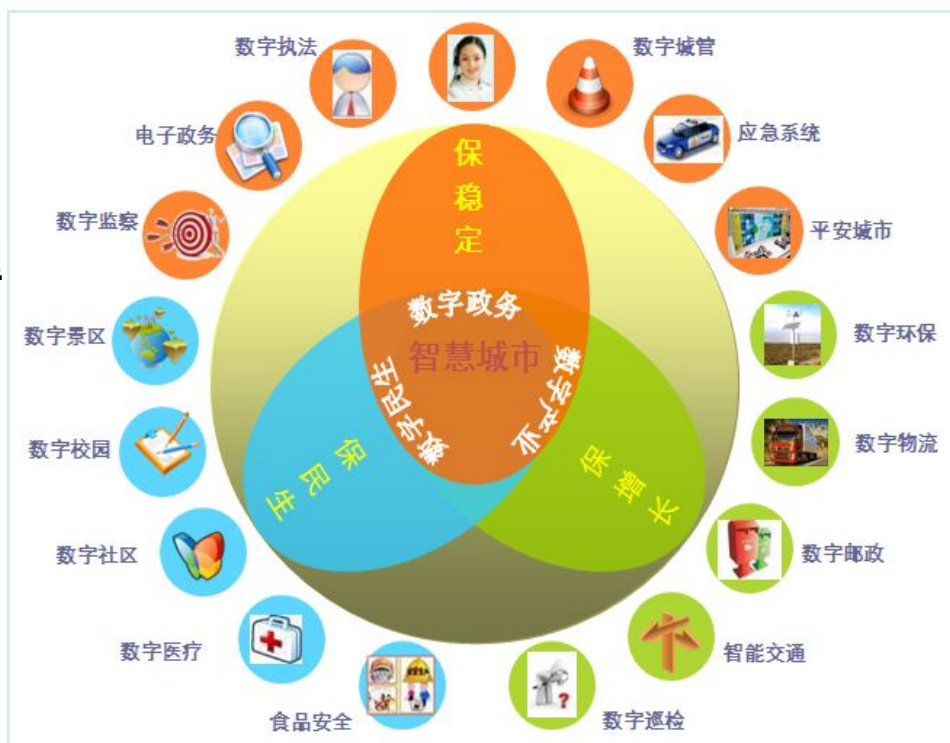 数字执法
数字城管
电子政务
应急系统
数字监察
平安城市
数字景区
数字环保
数字校园
数字物流
数字社区
数字邮政
数字医疗
智能交通
食品安全
数字巡检
保稳定
数字政务
智慧城市
数字民生
数字产业
保民生
保增长
?